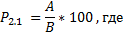 P₂.₁ = A/B * 100 , где